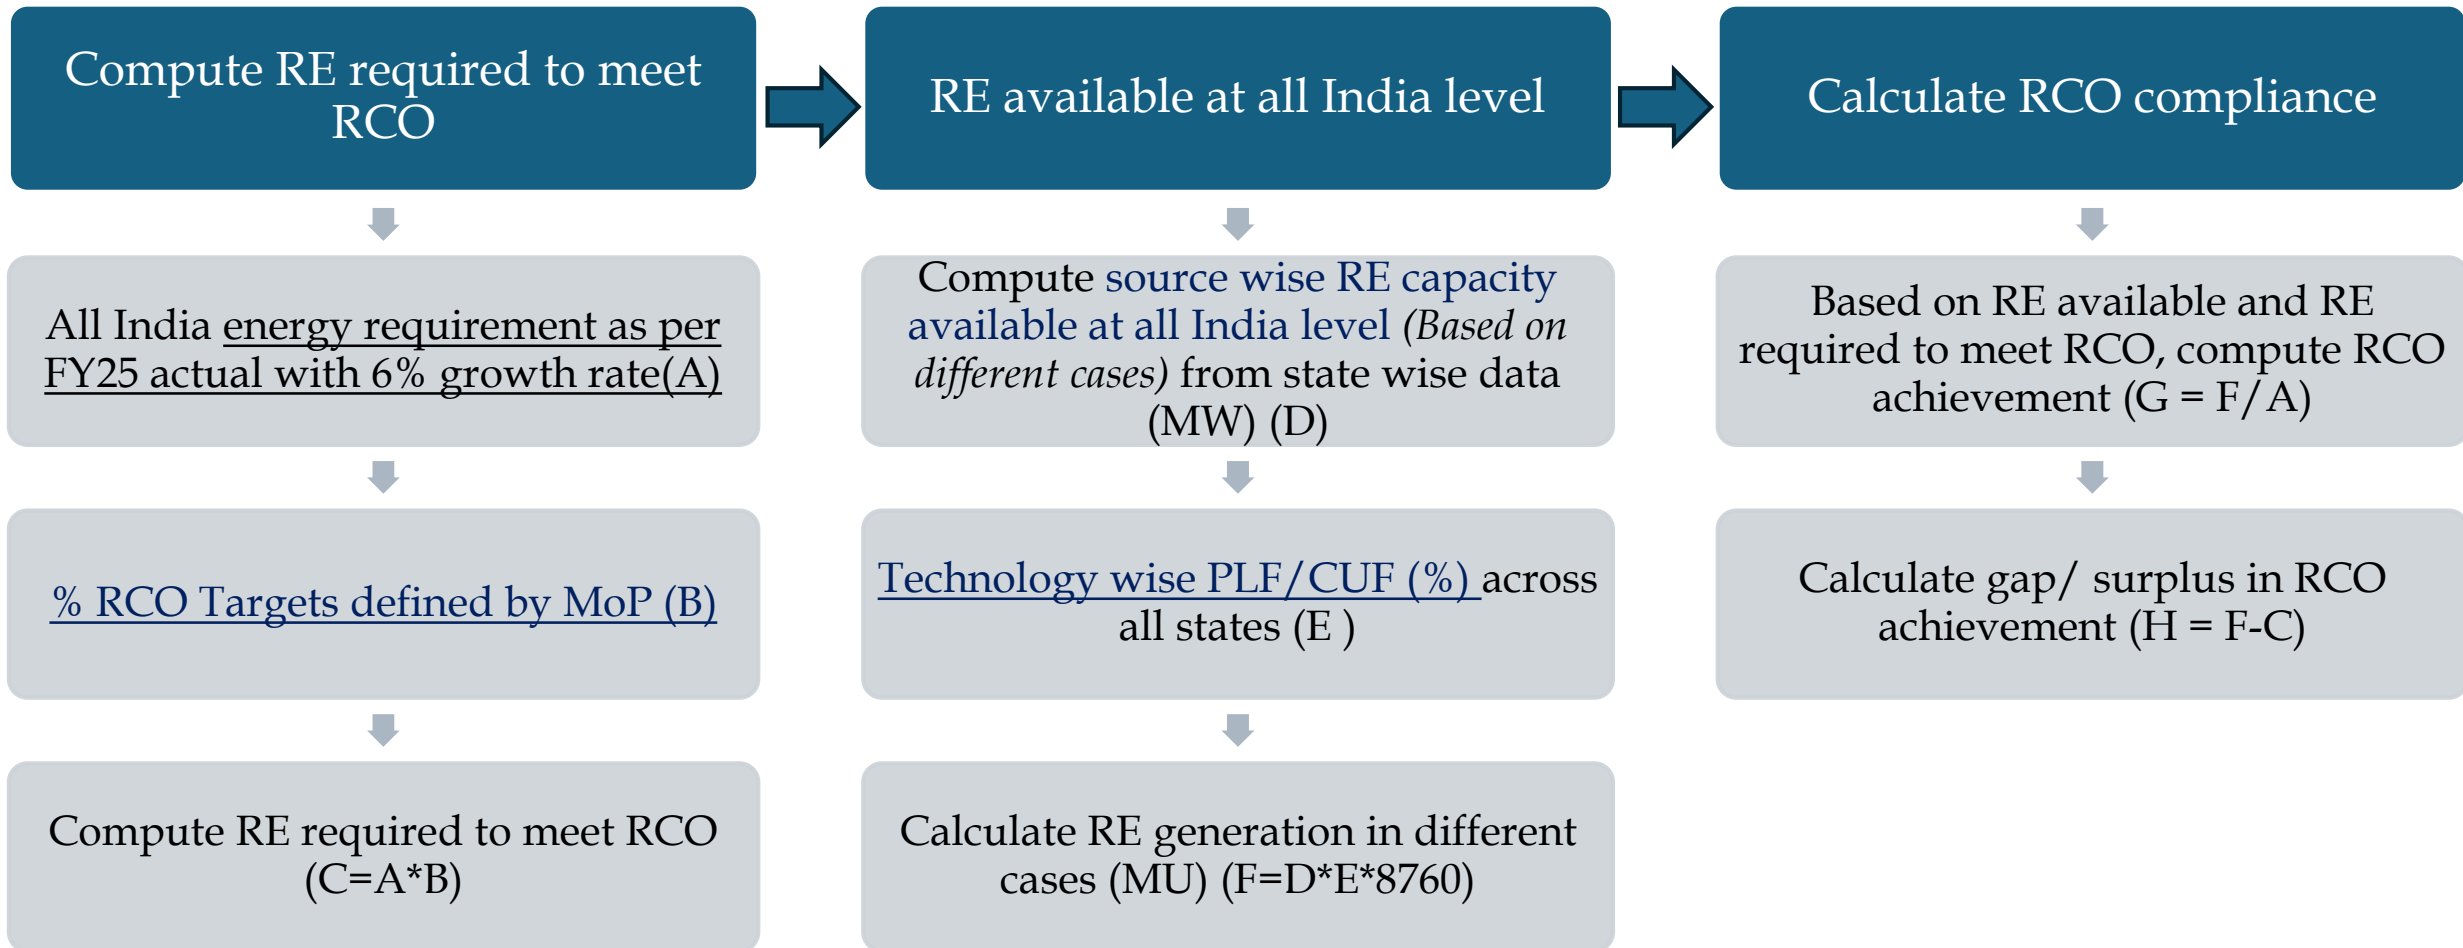 Compute RE required to meet
RCO
All India energy requirement as per
FY25 actual with 6% growth rate(A)
% RCO Targets defined by MoP (B)
Compute RE required to meet RCO
(C=A*B)
RE available at all India level
Compute source wise RE capacity
available at all India level (Based on
different cases) from state wise data
(MW) (D)
Technology wise PLF/CUF (%) across
all states (E )
Calculate RE generation in different
cases (MU) (F=D*E*8760)
Calculate RCO compliance
Based on RE available and RE
required to meet RCO, compute RCO
achievement (G = F/A)
Calculate gap/ surplus in RCO
achievement (H = F-C)